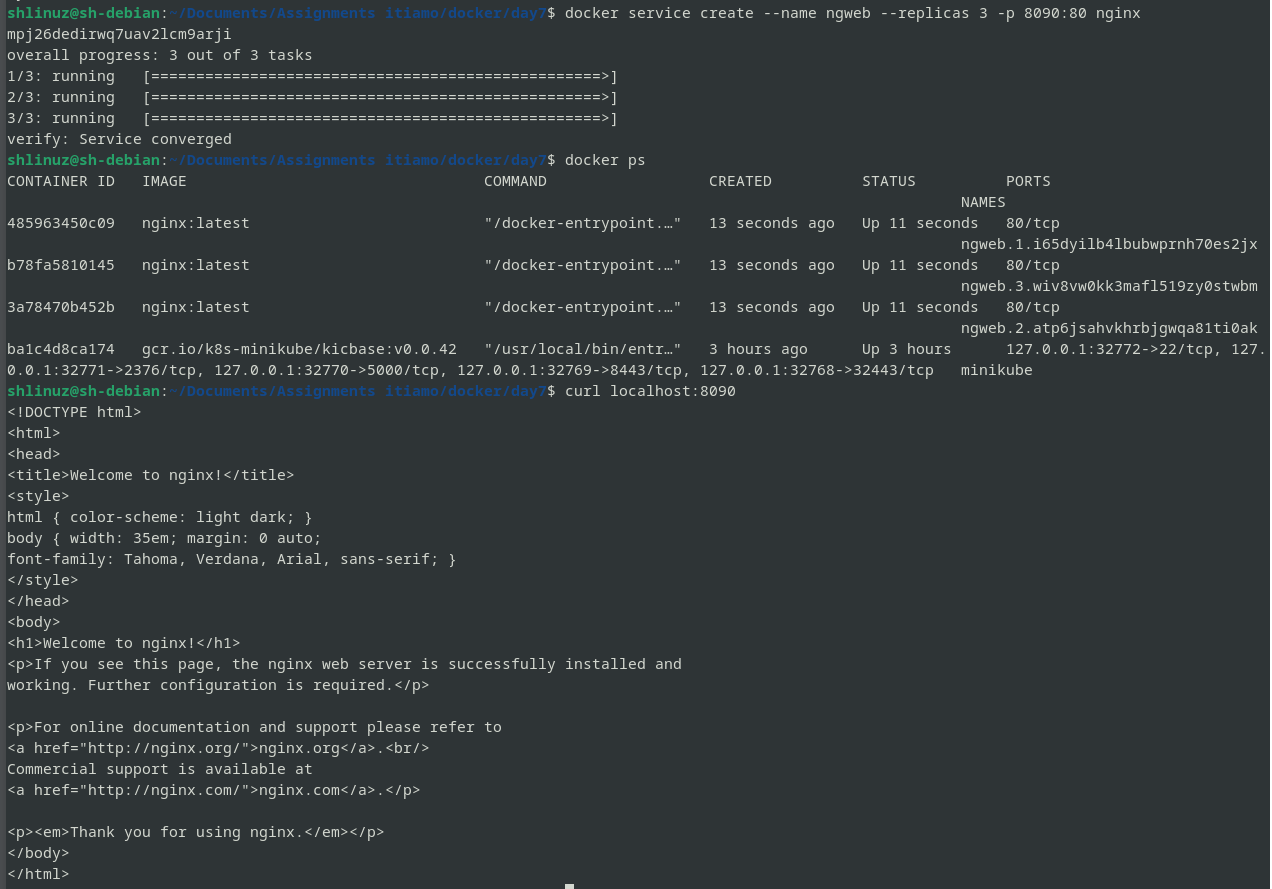 shlinuz@sh-debian:~/Documents/Assignments itiamo/docker/day7$ docker service create --name ngweb --replicas 3 -p 8090:80 nginx
mpj26dedirwq7uav2lcm9arji
overall progress: 3 out of 3 tasks
1/3: running   [==================================================>]
2/3: running   [==================================================>]
3/3: running   [==================================================>]
verify: Service converged
shlinuz@sh-debian:~/Documents/Assignments itiamo/docker/day7$ docker ps
CONTAINER ID   IMAGE                                 COMMAND                  CREATED          STATUS          PORTS
NAMES
485963450c09   nginx:latest                          "/docker-entrypoint.…"   13 seconds ago   Up 11 seconds   80/tcp
ngweb.1.i65dyilb4lbubwprnh70es2jx
b78fa5810145   nginx:latest                          "/docker-entrypoint.…"   13 seconds ago   Up 11 seconds   80/tcp
ngweb.3.wiv8vw0kk3mafl519zy0stwbm
3a78470b452b   nginx:latest                          "/docker-entrypoint.…"   13 seconds ago   Up 11 seconds   80/tcp
ngweb.2.atp6jsahvkhrbjgwqa81ti0ak
ba1c4d8ca174   gcr.io/k8s-minikube/kicbase:v0.0.42   "/usr/local/bin/entr…"   3 hours ago      Up 3 hours      127.0.0.1:32772->22/tcp, 127.
0.0.1:32771->2376/tcp, 127.0.0.1:32770->5000/tcp, 127.0.0.1:32769->8443/tcp, 127.0.0.1:32768->32443/tcp   minikube
shlinuz@sh-debian:~/Documents/Assignments itiamo/docker/day7$ curl localhost:8090
<!DOCTYPE html>
<html>
<head>
<title>Welcome to nginx!</title>
<style>
html { color-scheme: light dark; }
body { width: 35em; margin: 0 auto;
font-family: Tahoma, Verdana, Arial, sans-serif; }
</style>
</head>
<body>
<h1>Welcome to nginx!</h1>
<p>If you see this page, the nginx web server is successfully installed and
working. Further configuration is required.</p>
<p>For online documentation and support please refer to
<a href="http://nginx.org/">nginx.org</a>.<br/>
Commercial support is available at
<a href="http://nginx.com/">nginx.com</a>.</p>
<p><em>Thank you for using nginx.</em></p>
</body>
</html>